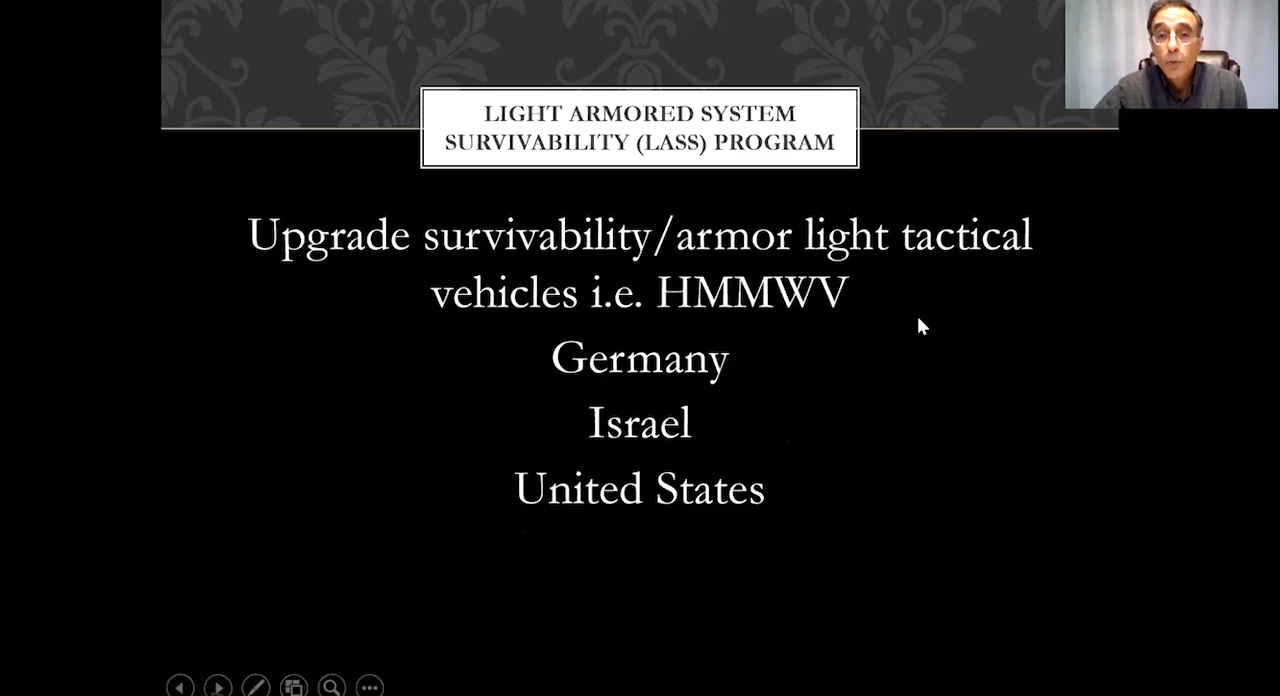 LIGHT ARMORED SYSTEM
SURVIVABILITY (LASS) PROGRAM
Upgrade survivability/armor light tactical
vehicles i.e. HMMWV
Germany
Israel
United States